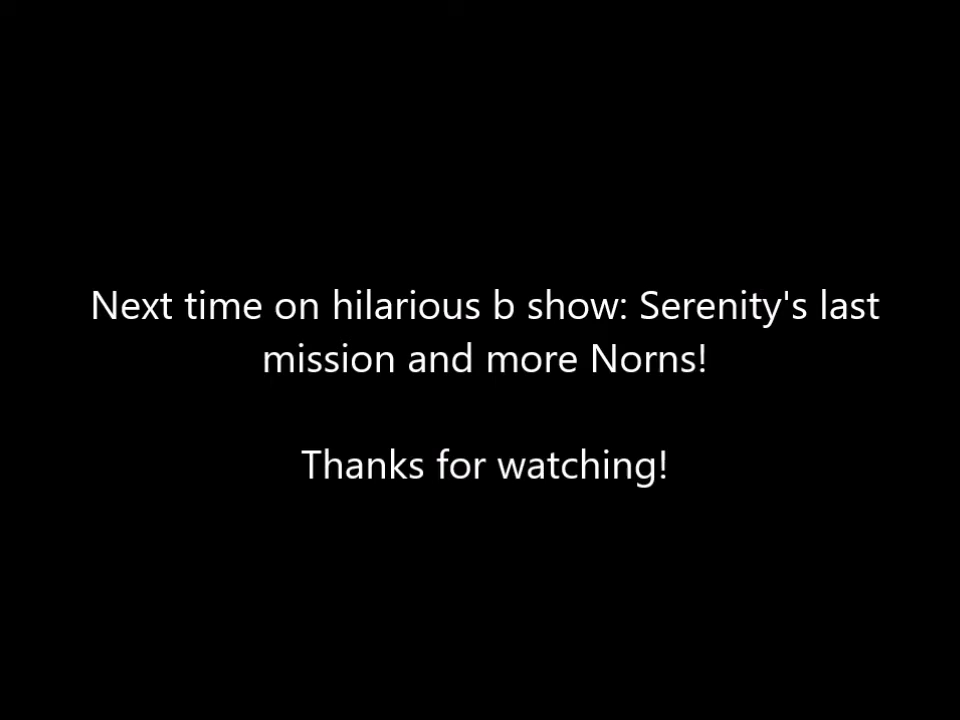 Next time on hilarious b show: Serenity's last
mission and more Norns!
Thanks for watching!